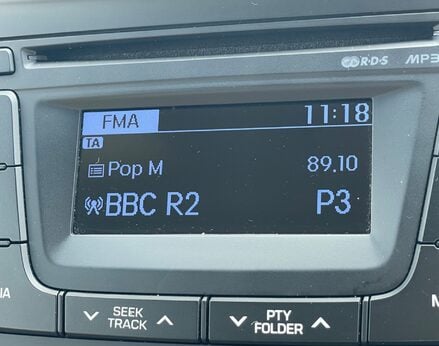 R·D·S MP3
FMA 11:18
TA
Pop M 89.10
BBC R2 P3
SEEK TRACK
PTY FOLDER